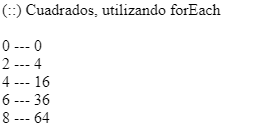 (::) Cuadrados, utilizando forEach
0 --- 0
2 --- 4
4 --- 16
6 --- 36
8 --- 64